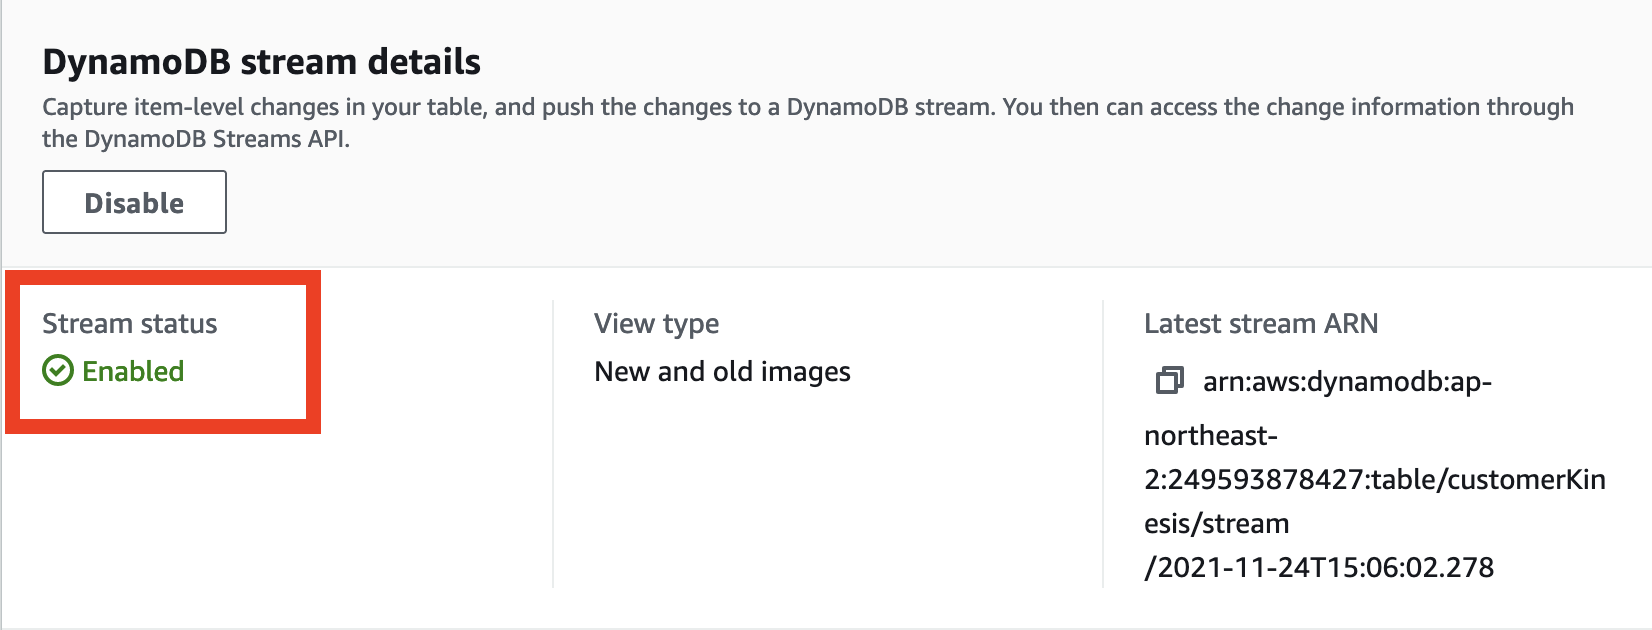 DynamoDB stream details
Capture item-level changes in your table, and push the changes to a DynamoDB stream. You then can access the change information through
the DynamoDB Streams API.
Disable
Stream status
Enabled
View type
New and old images
Latest stream ARN
arn:aws:dynamodb:ap-
northeast-
2:249593878427:table/customerKin
esis/stream
/2021-11-24T15:06:02.278